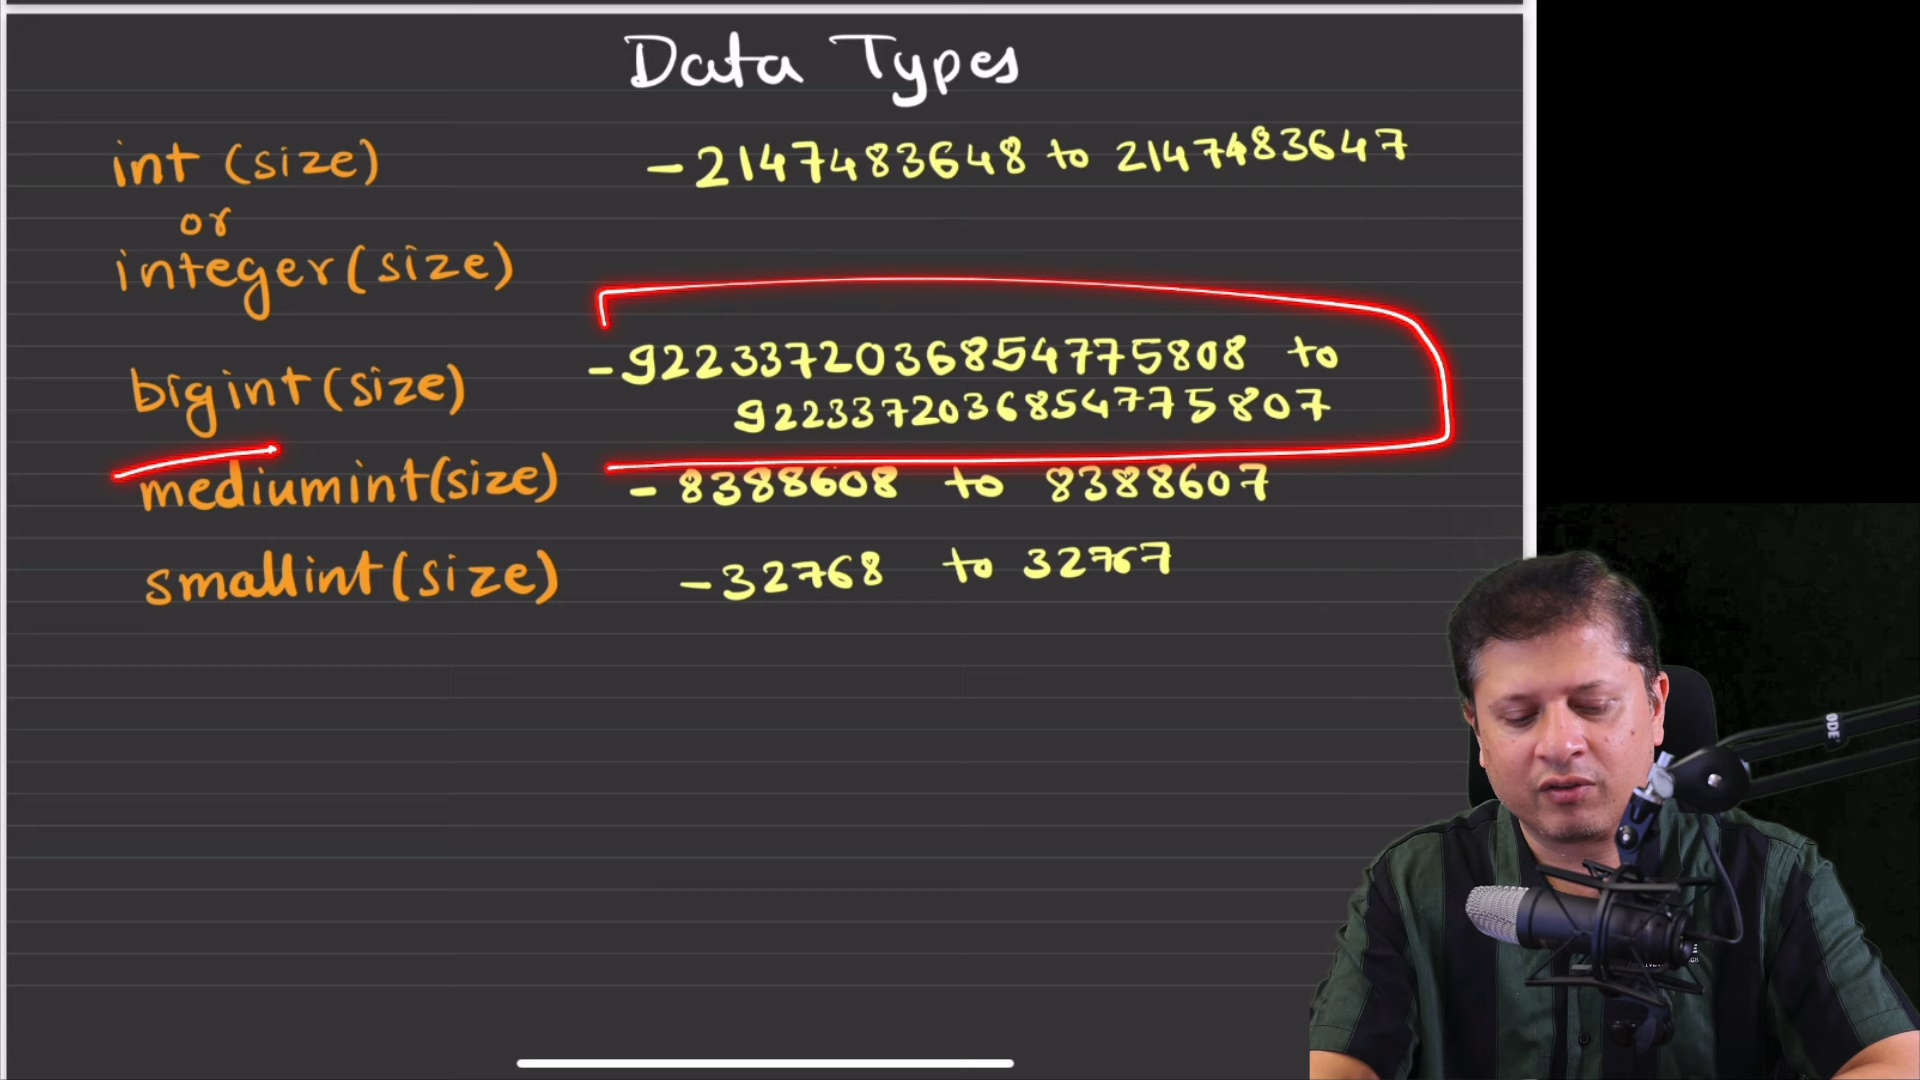 Data Types
int (size) -2147483648 to 2147483647
or
integer(size)
bigint(size) -9223372036854775808 to
9223372036854775807
mediumint(size) -8388608 to 8388607
smallint(size) -32768 to 32767